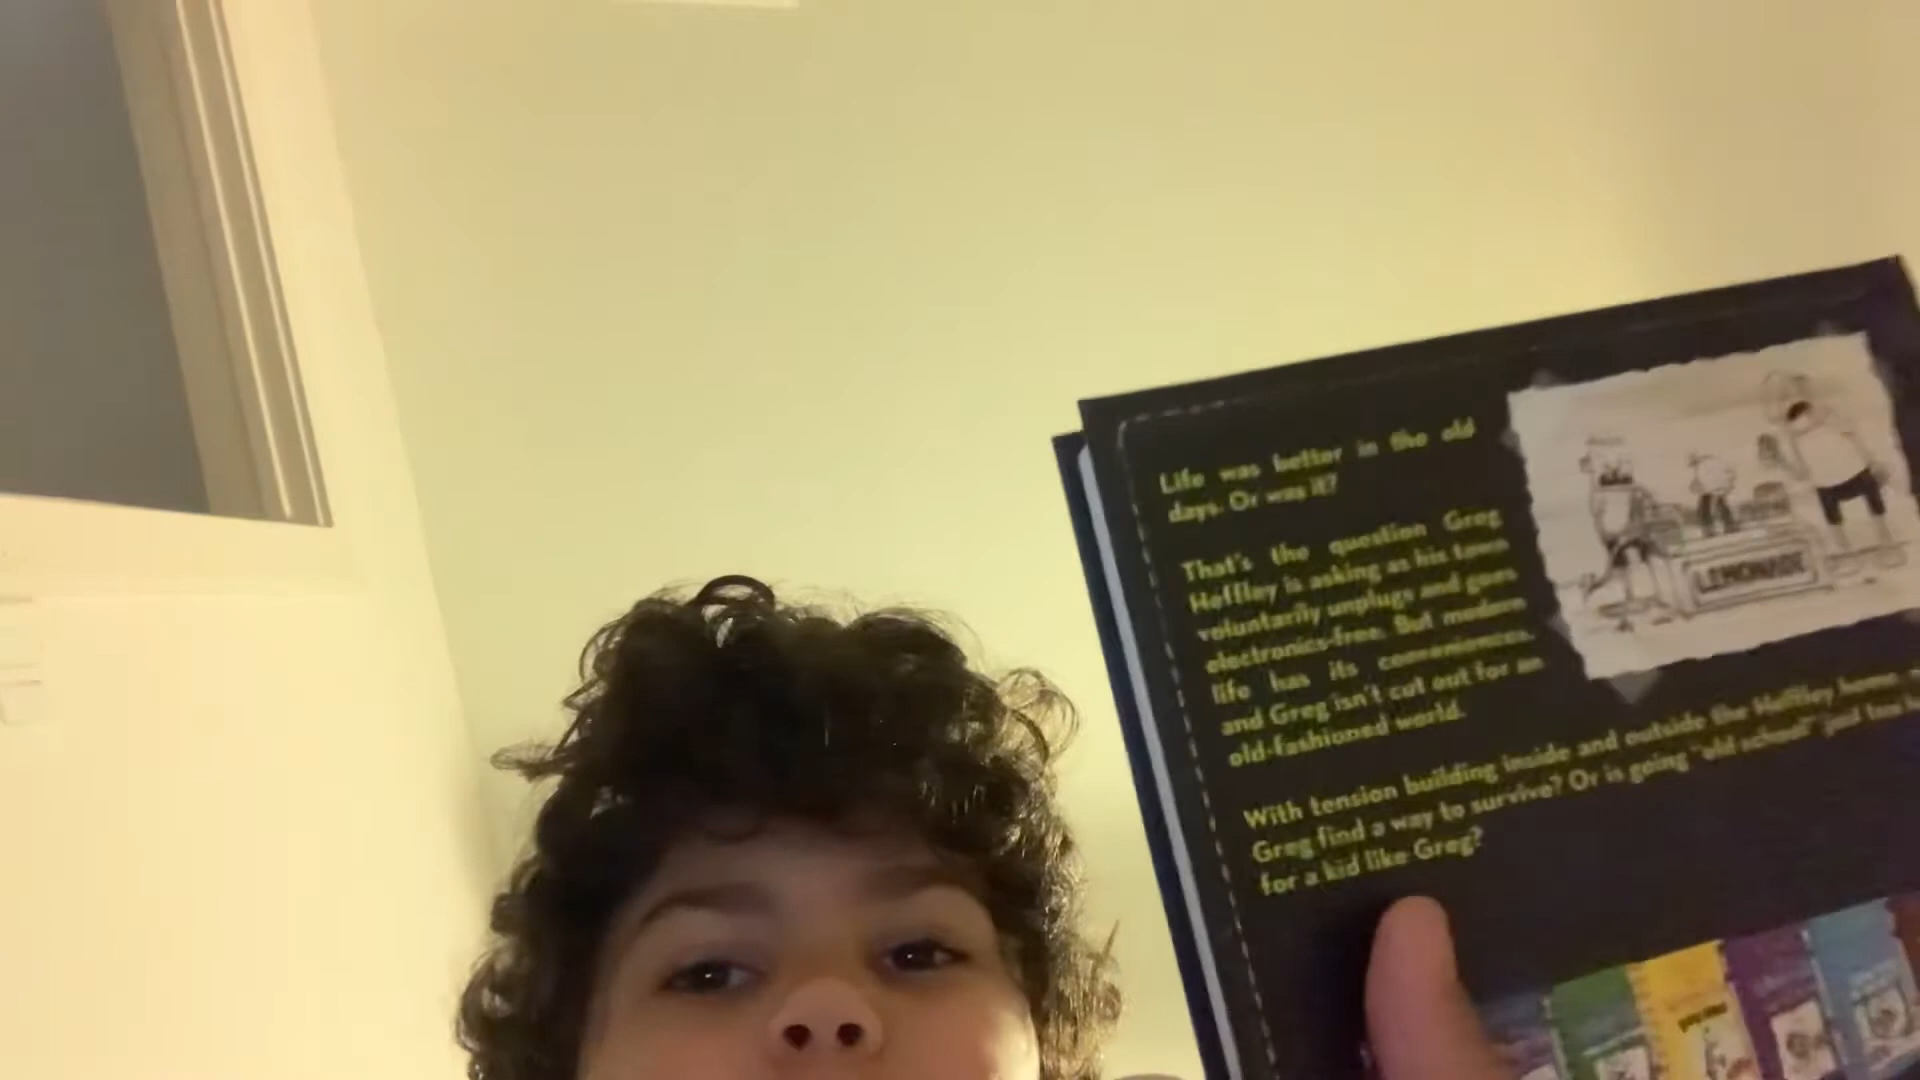 Life was better in the old
days. Or was it?
That's the question Greg
Heffley is asking as his town
voluntarily unplugs and goes
electronics-free. But modern
life has its conveniences,
and Greg isn't cut out for an
old-fashioned world.
With tension building inside and outside the Heffley home,
Greg find a way to survive? Or is going "old school" just too
for a kid like Greg?
LEMONADE